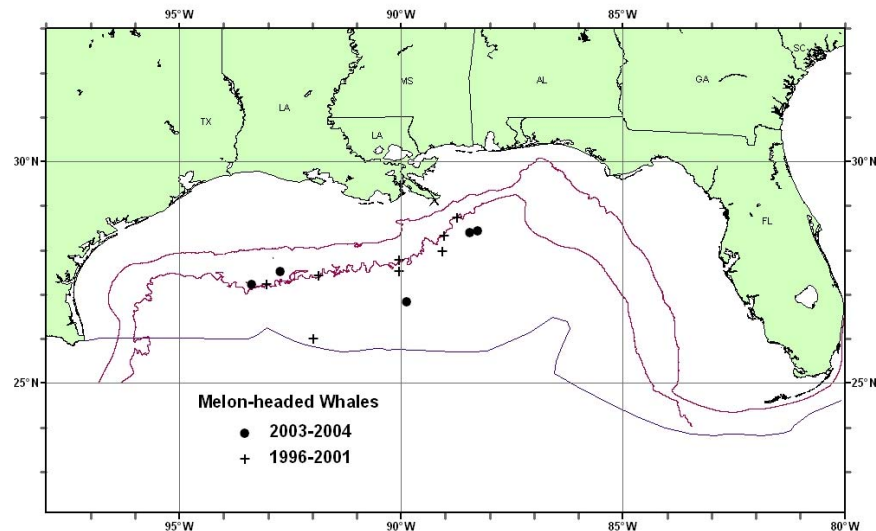 95°W 90°W 85°W 80°W
SC
MS AL GA
LA
TX
LA
30°N 30°N
FL
25°N 25°N
Melon-headed Whales
2003-2004
1996-2001
95°W 90°W 85°W 80°W